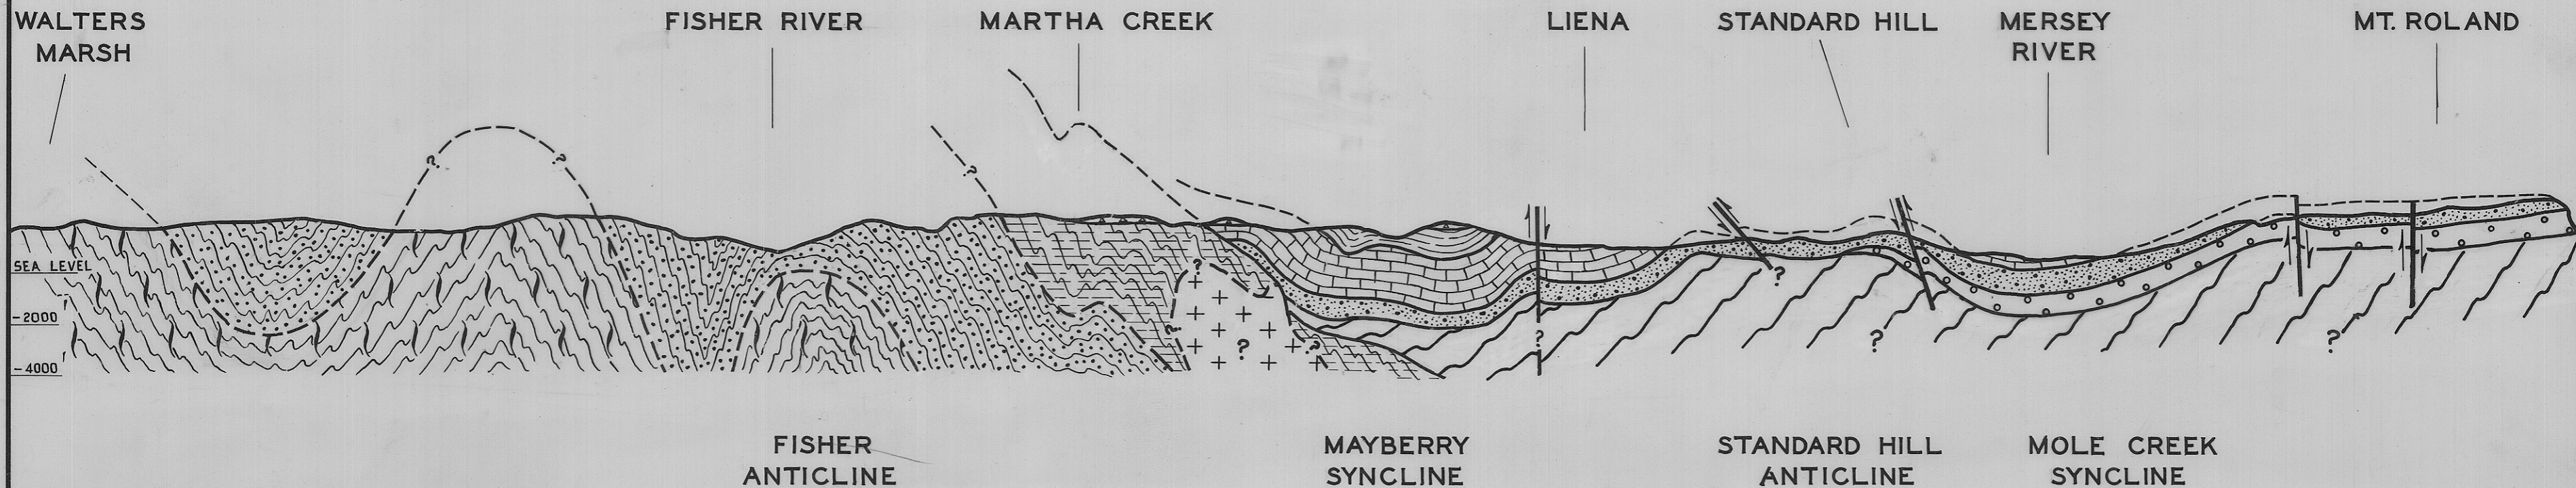 WALTERS
MARSH
FISHER RIVER
MARTHA CREEK
LIENA
STANDARD HILL
MERSEY
RIVER
MT. ROLAND
?
?
?
SEA LEVEL
-2000
-4000
?
?
?
?
?
?
?
?
FISHER
ANTICLINE
MAYBERRY
SYNCLINE
STANDARD HILL
ANTICLINE
MOLE CREEK
SYNCLINE